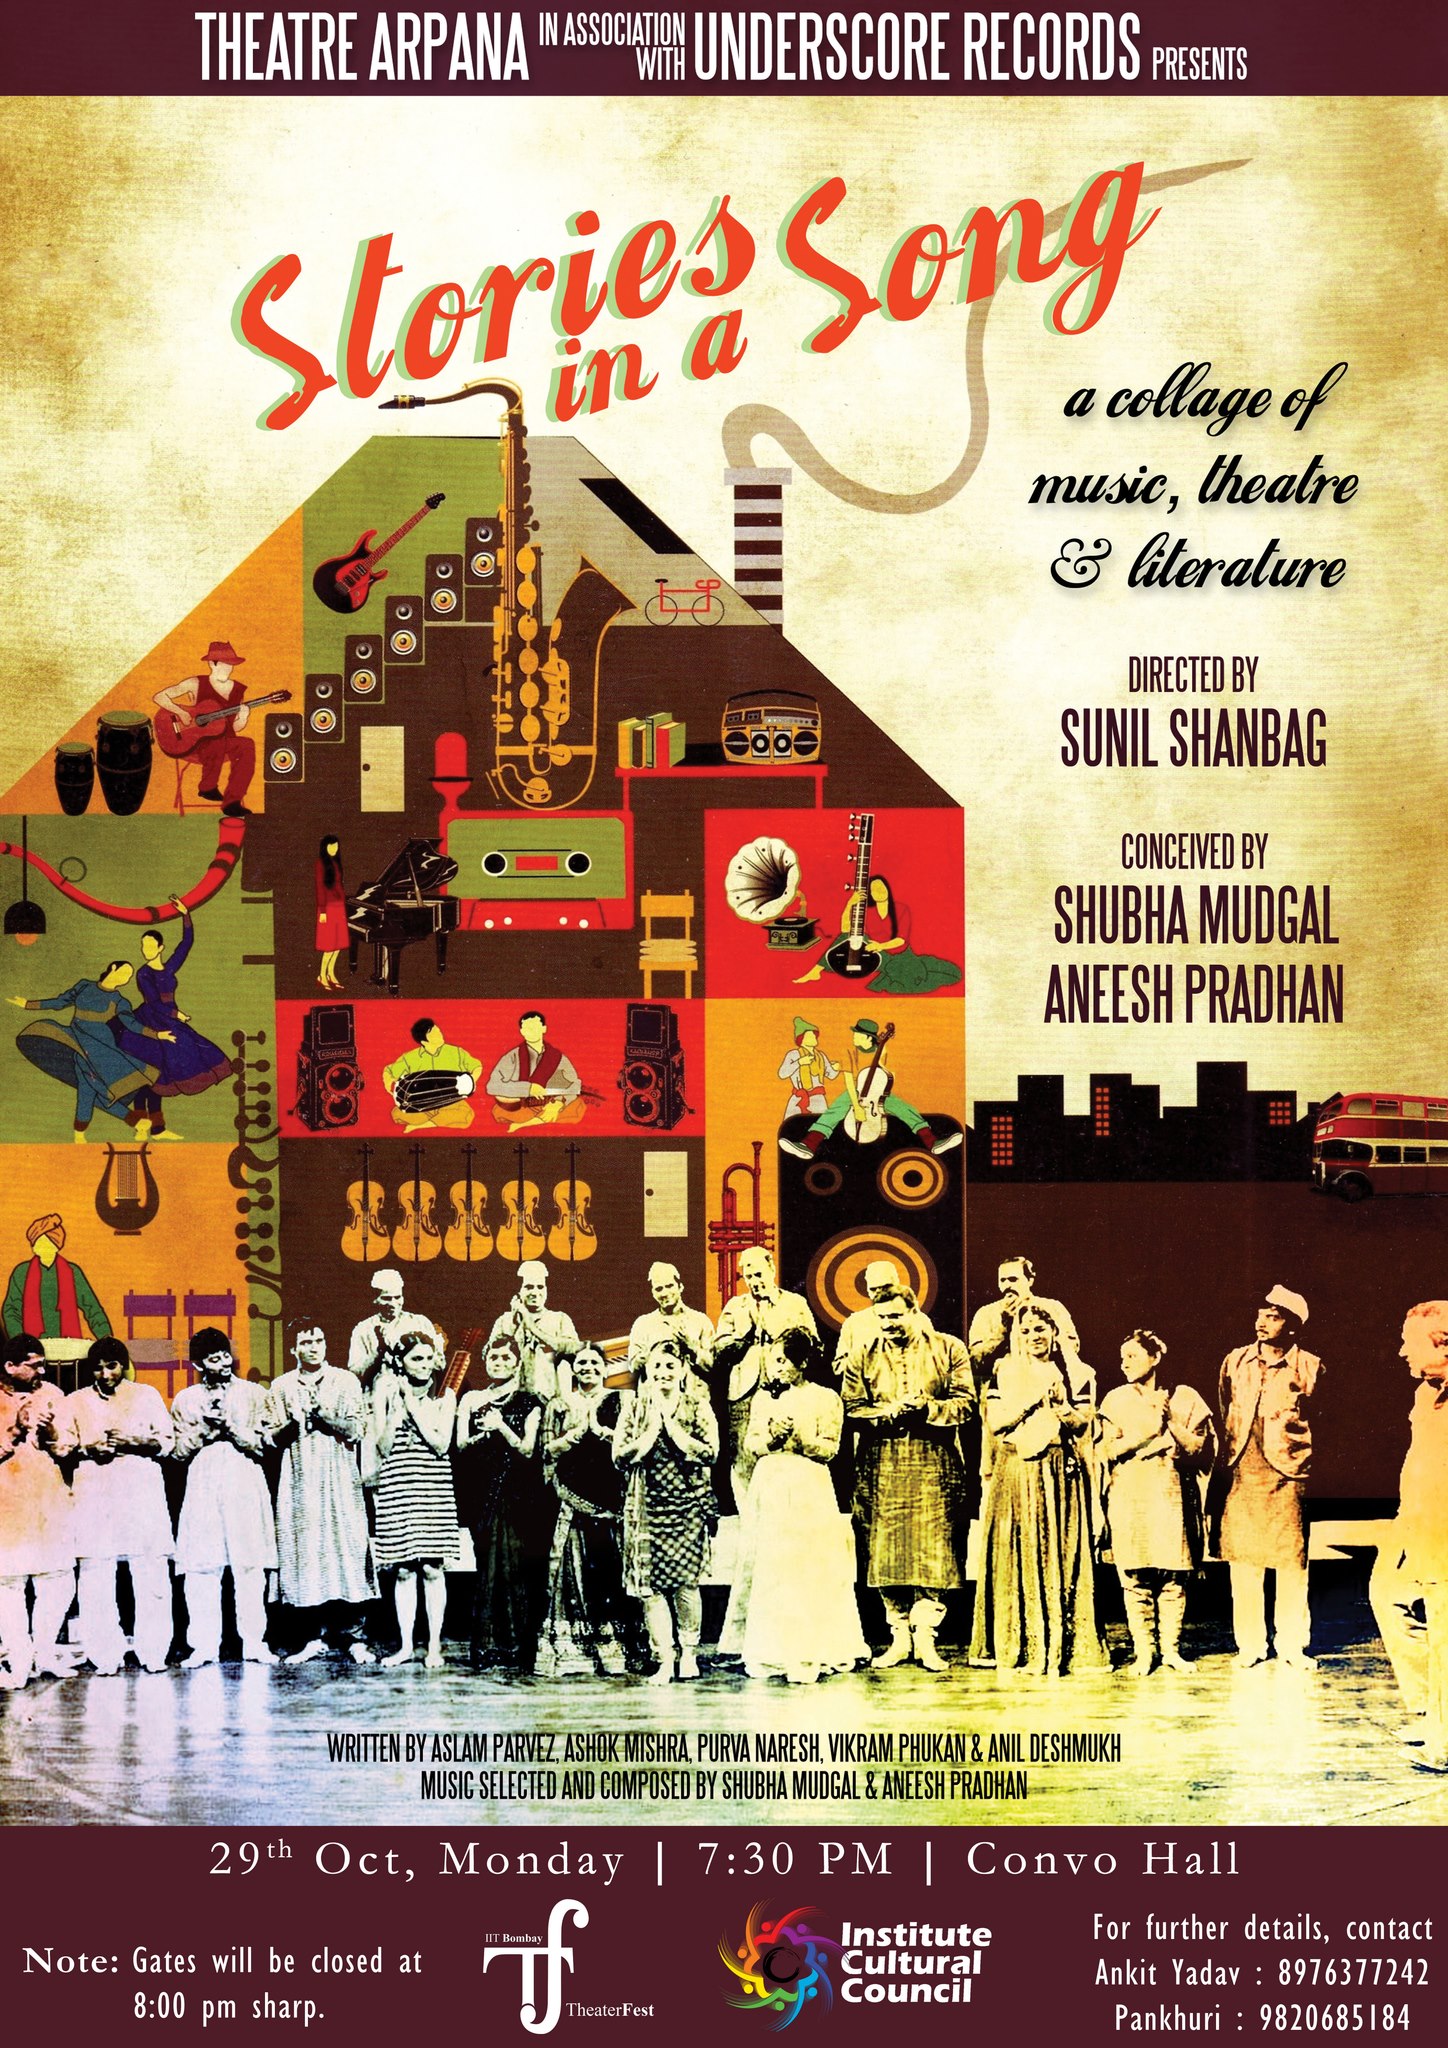 THEATRE ARPANA IN ASSOCIATION WITH UNDERSCORE RECORDS PRESENTS
Stories
in a Song
a collage of
music, theatre
& literature
DIRECTED BY
SUNIL SHANBAG
CONCEIVED BY
SHUBHA MUDGAL
ANEESH PRADHAN
WRITTEN BY ASLAM PARVEZ, ASHOK MISHRA, PURVA NARESH, VIKRAM PHUKAN & ANIL DESHMUKH
MUSIC SELECTED AND COMPOSED BY SHUBHA MUDGAL & ANEESH PRADHAN
29th Oct, Monday | 7:30 PM | Convo Hall
Note: Gates will be closed at
8:00 pm sharp.
IIT Bombay
Tf
TheaterFest
Institute
Cultural
Council
For further details, contact
Ankit Yadav : 8976377242
Pankhuri : 9820685184